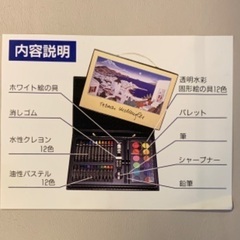 内容説明
ホワイト絵の具
消しゴム
水性クレヨン
12色
油性パステル
12色
透明水彩
固形絵の具12色
パレット
筆
シャープナー
鉛筆